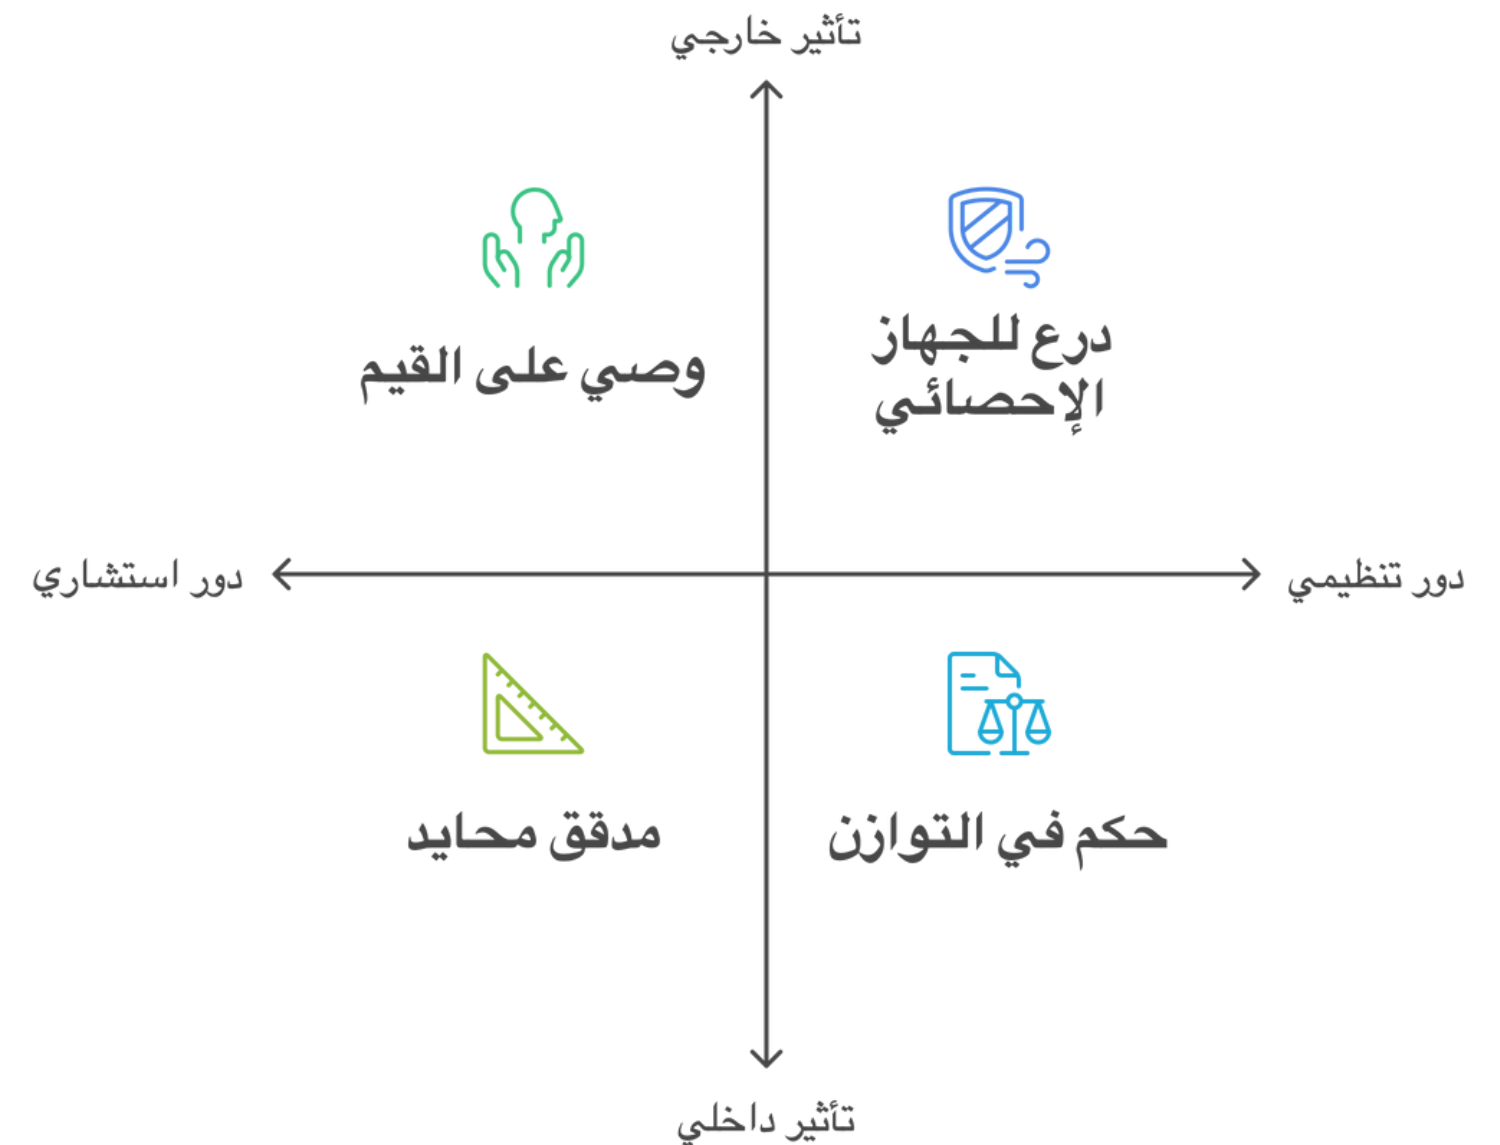 تأثير خارجي
درع للجهاز
الإحصائي
وصي على القيم
دور تنظيمي
دور استشاري
حكم في التوازن
مدقق محايد
تأثير داخلي